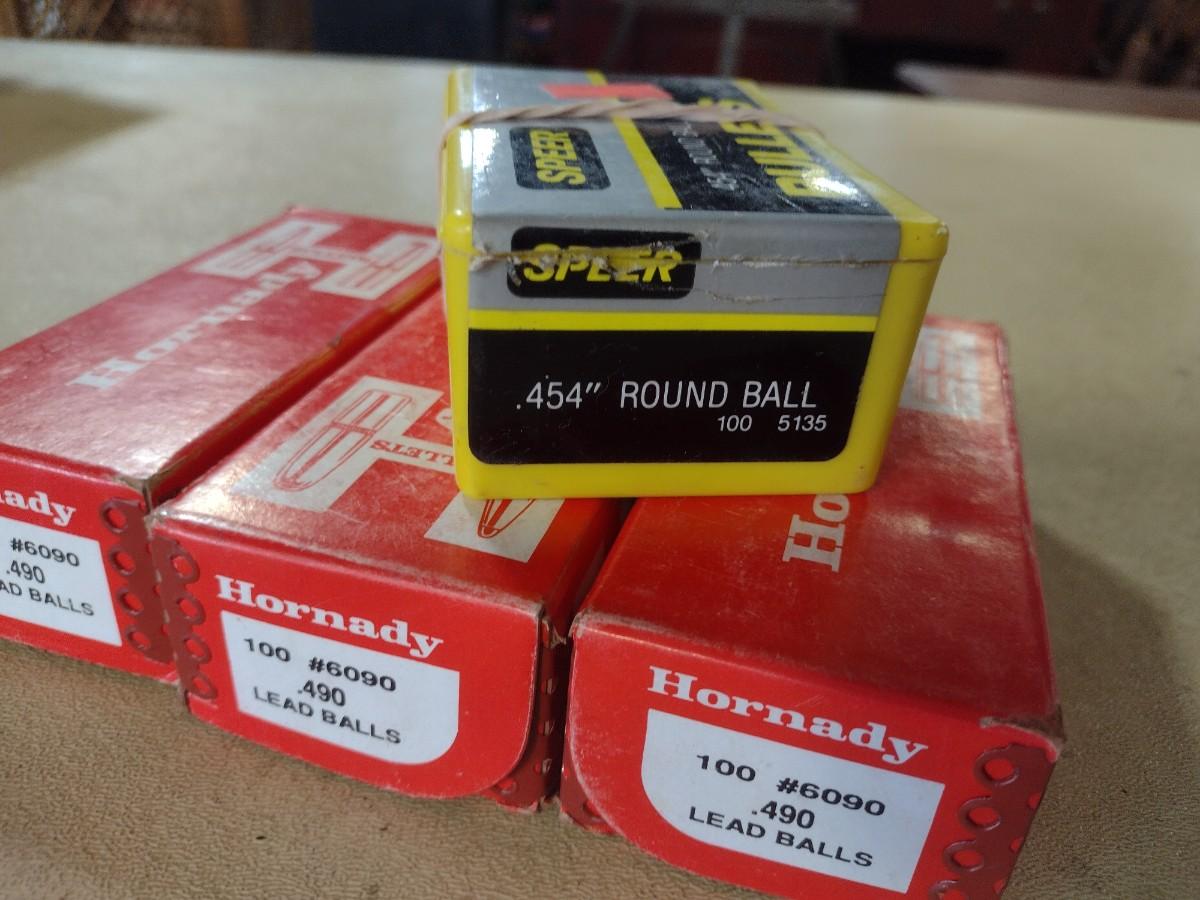 SPEER
BULLETS
SPEER
.454" ROUND BALL
100 5135
Hornady
Hornady
100 #6090
.490
LEAD BALLS
#6090
.490
LEAD BALLS
Hornady
100 #6090
.490
LEAD BALLS